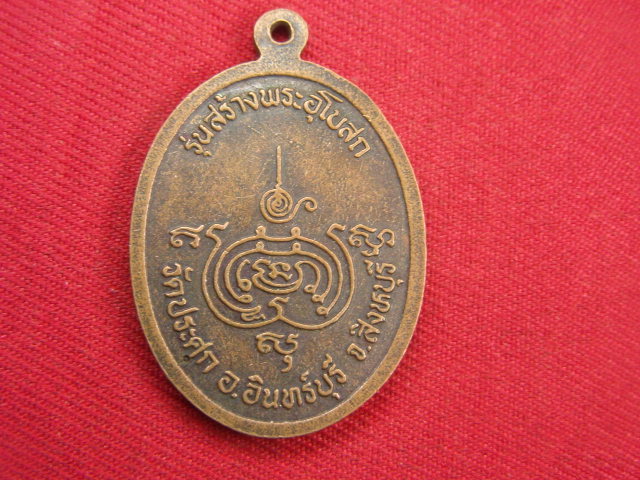 รุ่นสร้างพระอุโบสถ
วัดประศุก อ.อินทร์บุรี จ.สิงหบุรี